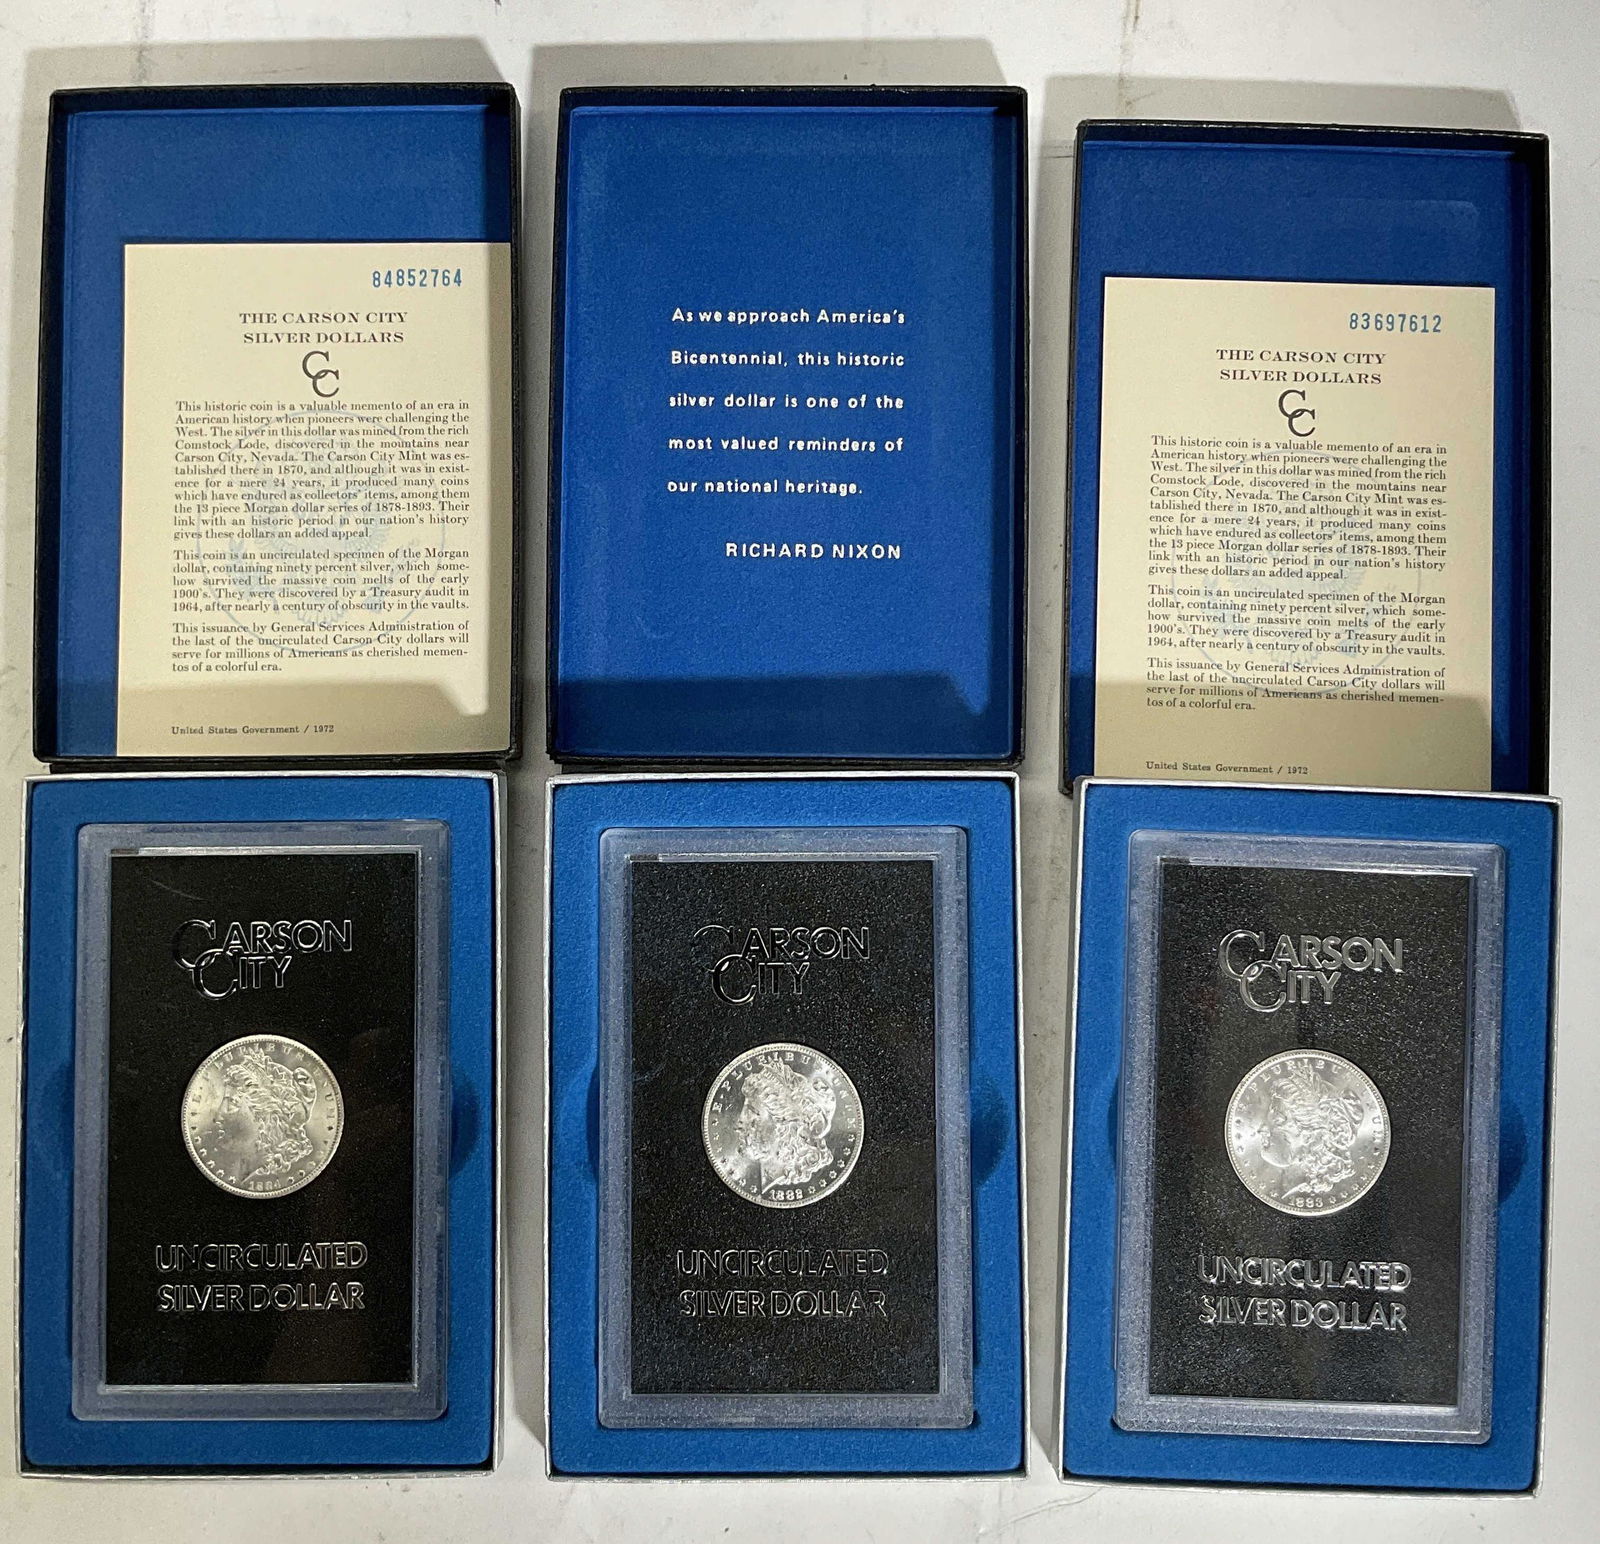 84852764
THE CARSON CITY
SILVER DOLLARS
CC
This historic coin is a valuable memento of an era in
American history when pioneers were challenging the
West. The silver in this dollar was mined from the rich
Comstock Lode, discovered in the mountains near
Carson City, Nevada. The Carson City Mint was es-
tablished there in 1870, and although it was in exist-
ence for a mere 24 years, it produced many coins
which have endured as collectors' items, among them
the 13 piece Morgan dollar series of 1878-1893. Their
link with an historic period in our nation's history
gives these dollars an added appeal.
This coin is an uncirculated specimen of the Morgan
dollar, containing ninety percent silver, which some-
how survived the massive coin melts of the early
1900's. They were discovered by a Treasury audit in
1964, after nearly a century of obscurity in the vaults.
This issuance by General Services Administration of
the last of the uncirculated Carson City dollars will
serve for millions of Americans as cherished memen-
tos of a colorful era.
United States Government / 1972
As we approach America's
Bicentennial, this historic
silver dollar is one of the
most valued reminders of
our national heritage.
RICHARD NIXON
83697612
THE CARSON CITY
SILVER DOLLARS
CC
This historic coin is a valuable memento of an era in
American history when pioneers were challenging the
West. The silver in this dollar was mined from the rich
Comstock Lode, discovered in the mountains near
Carson City, Nevada. The Carson City Mint was es-
tablished there in 1870, and although it was in exist-
ence for a mere 24 years, it produced many coins
which have endured as collectors' items, among them
the 13 piece Morgan dollar series of 1878-1893. Their
link with an historic period in our nation's history
gives these dollars an added appeal.
This coin is an uncirculated specimen of the Morgan
dollar, containing ninety percent silver, which some-
how survived the massive coin melts of the early
1900's. They were discovered by a Treasury audit in
1964, after nearly a century of obscurity in the vaults.
This issuance by General Services Administration of
the last of the uncirculated Carson City dollars will
serve for millions of Americans as cherished memen-
tos of a colorful era.
United States Government / 1972
CARSON
CITY
E·PLURIBUS UNUM
1884
UNCIRCULATED
SILVER DOLLAR
CARSON
CITY
E·PLURIBUS UNUM
1882
UNCIRCULATED
SILVER DOLLAR
CARSON
CITY
E·PLURIBUS UNUM
1883
UNCIRCULATED
SILVER DOLLAR